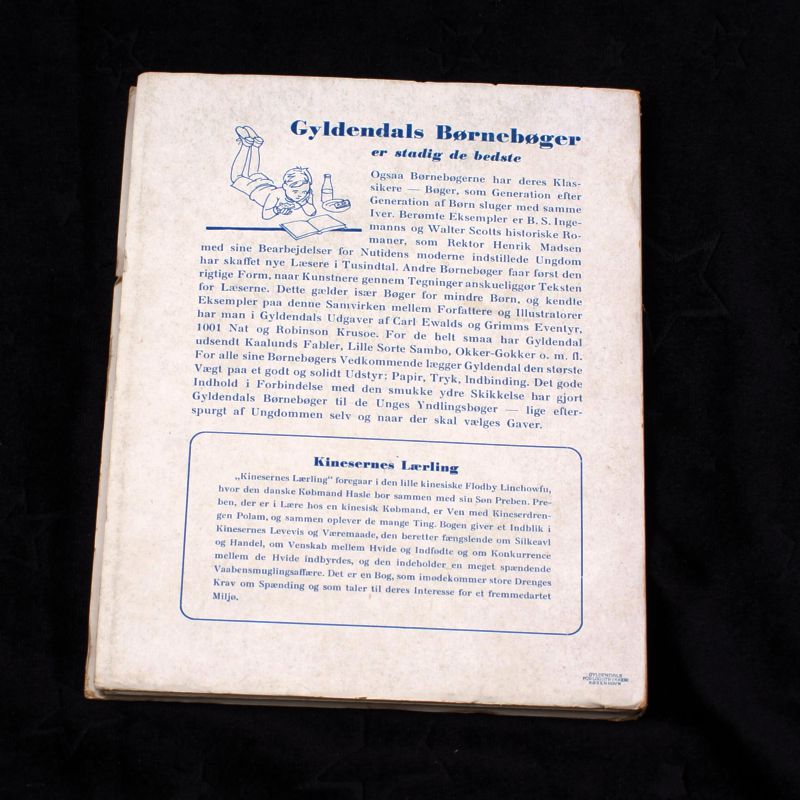 Gyldendals Børnebøger
er stadig de bedste
Ogsaa Børnebøgerne har deres Klas-
sikere — Bøger, som Generation efter
Generation af Børn sluger med samme
Iver. Berømte Eksempler er B. S. Inge-
manns og Walter Scotts historiske Ro-
maner, som Rektor Henrik Madsen
med sine Bearbejdelser for Nutidens moderne indstillede Ungdom
har skaffet nye Læsere i Tusindtal. Andre Børnebøger faar først den
rigtige Form, naar Kunstnere gennem Tegninger anskueliggør Teksten
for Læserne. Dette gælder især Bøger for mindre Børn, og kendte
Eksempler paa denne Samvirken mellem Forfattere og Illustratorer
har man i Gyldendals Udgaver af Carl Ewalds og Grimms Eventyr,
1001 Nat og Robinson Krusoe. For de helt smaa har Gyldendal
udsendt Kaalunds Fabler, Lille Sorte Sambo, Okker-Gokker o. m. fl.
For alle sine Børnebøgers Vedkommende lægger Gyldendal den største
Vægt paa et godt og solidt Udstyr: Papir, Tryk, Indbinding. Det gode
Indhold i Forbindelse med den smukke ydre Skikkelse har gjort
Gyldendals Børnebøger til de Unges Yndlingsbøger — lige efter-
spurgt af Ungdommen selv og naar der skal vælges Gaver.
Kinesernes Lærling
„Kinesernes Lærling" foregaar i den lille kinesiske Flodby Linchowfu,
hvor den danske Købmand Hasle bor sammen med sin Søn Preben. Pre-
ben, der er i Lære hos en kinesisk Købmand, er Ven med Kineserdren-
gen Polam, og sammen oplever de mange Ting. Bogen giver et Indblik i
Kinesernes Levevis og Væremaade, den beretter fængslende om Silkeavl
og Handel, om Venskab mellem Hvide og Indfødte og om Konkurrence
mellem de Hvide indbyrdes, og den indeholder en meget spændende
Vaabensmuglingsaffære. Det er en Bog, som imødekommer store Drenges
Krav om Spænding og som taler til deres Interesse for et fremmedartet
Miljø.
GYLDENDALS
FORLAGSTRYKKERI
KØBENHAVN